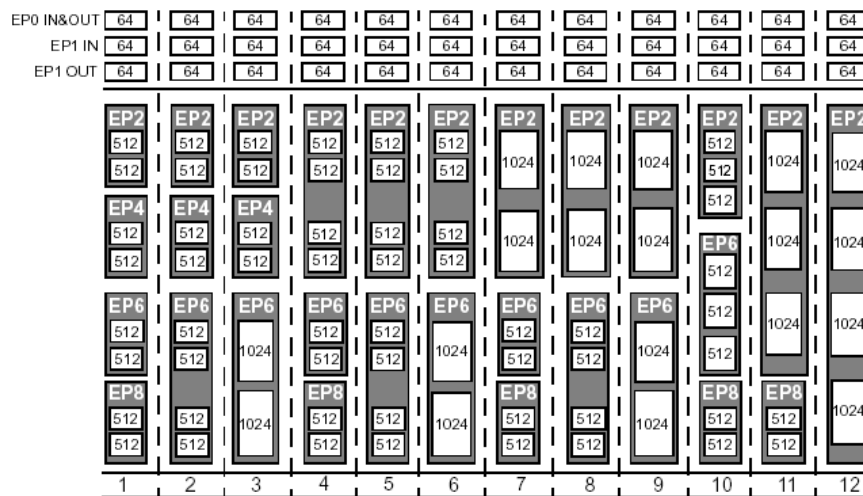 EP0 IN&OUT 64 64 64 64 64 64 64 64 64 64 64 64
EP1 IN 64 64 64 64 64 64 64 64 64 64 64 64
EP1 OUT 64 64 64 64 64 64 64 64 64 64 64 64
EP2 EP2 EP2 EP2 EP2 EP2 EP2 EP2 EP2 EP2 EP2 EP2
512 512 512 512 512 512 512
512 512 512 512 512 512 1024 1024 1024 512 1024 1024
EP4 EP4 EP4 512
512 512 512 512 512 512 1024 1024 1024 EP6 1024 1024
512 512 512 512 512 512 512
EP6 EP6 EP6 EP6 EP6 EP6 EP6 EP6 EP6 512
512 512 512 512 512 512 1024 1024
512 512 1024 512 512 1024 512 512 1024 512
EP8 EP8 EP8 EP8 EP8
512 512 1024 512 512 1024 512 512 1024 512 512 1024
512 512 512 512 512 512 512 512
1 2 3 4 5 6 7 8 9 10 11 12